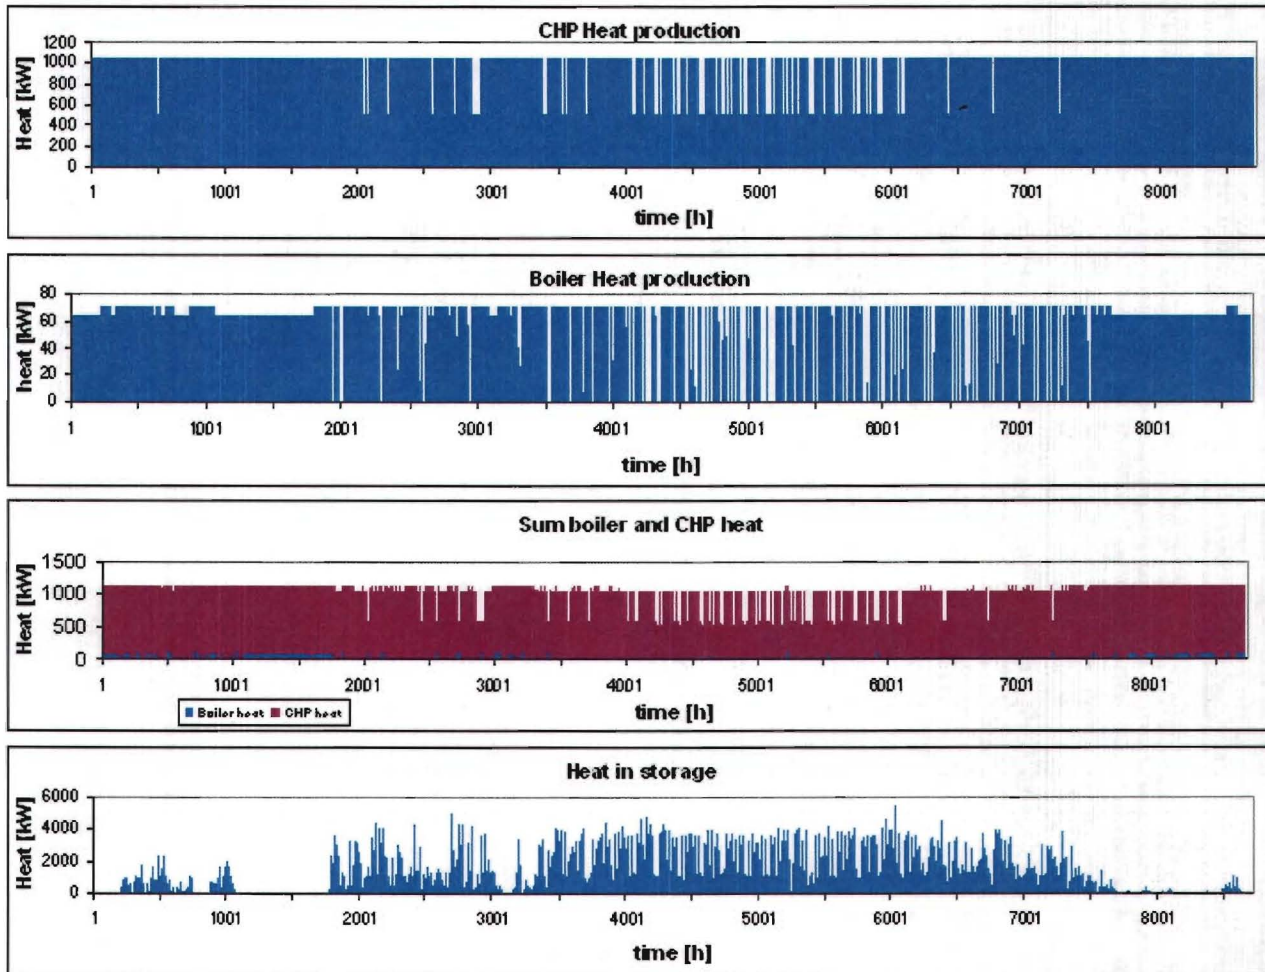 CHP Heat production
Heat [kW]
1200
1000
800
600
400
200
0
1 1001 2001 3001 4001 5001 6001 7001 8001
time [h]
Boiler Heat production
heat [kW]
80
60
40
20
0
1 1001 2001 3001 4001 5001 6001 7001 8001
time [h]
Sum boiler and CHP heat
Heat [kW]
1500
1000
500
0
1 1001 2001 3001 4001 5001 6001 7001 8001
Boiler heat CHP heat
time [h]
Heat in storage
Heat [kW]
6000
4000
2000
0
1 1001 2001 3001 4001 5001 6001 7001 8001
time [h]